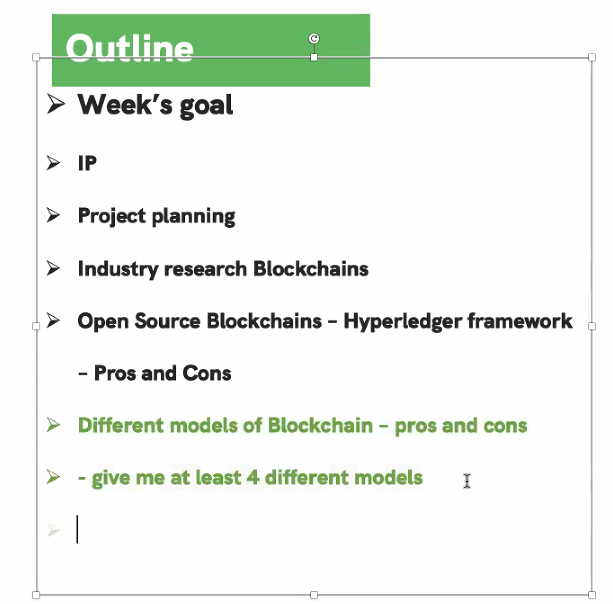 Outline
Week's goal
IP
Project planning
Industry research Blockchains
Open Source Blockchains – Hyperledger framework
– Pros and Cons
Different models of Blockchain – pros and cons
- give me at least 4 different models